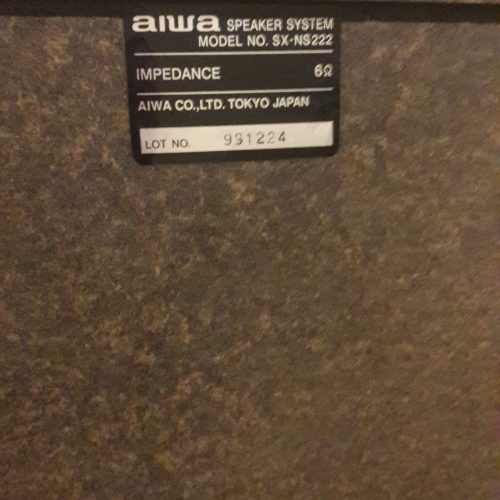 aiwa SPEAKER SYSTEM
MODEL NO. SX-NS222
IMPEDANCE 6Ω
AIWA CO.,LTD. TOKYO JAPAN
LOT NO. 991224